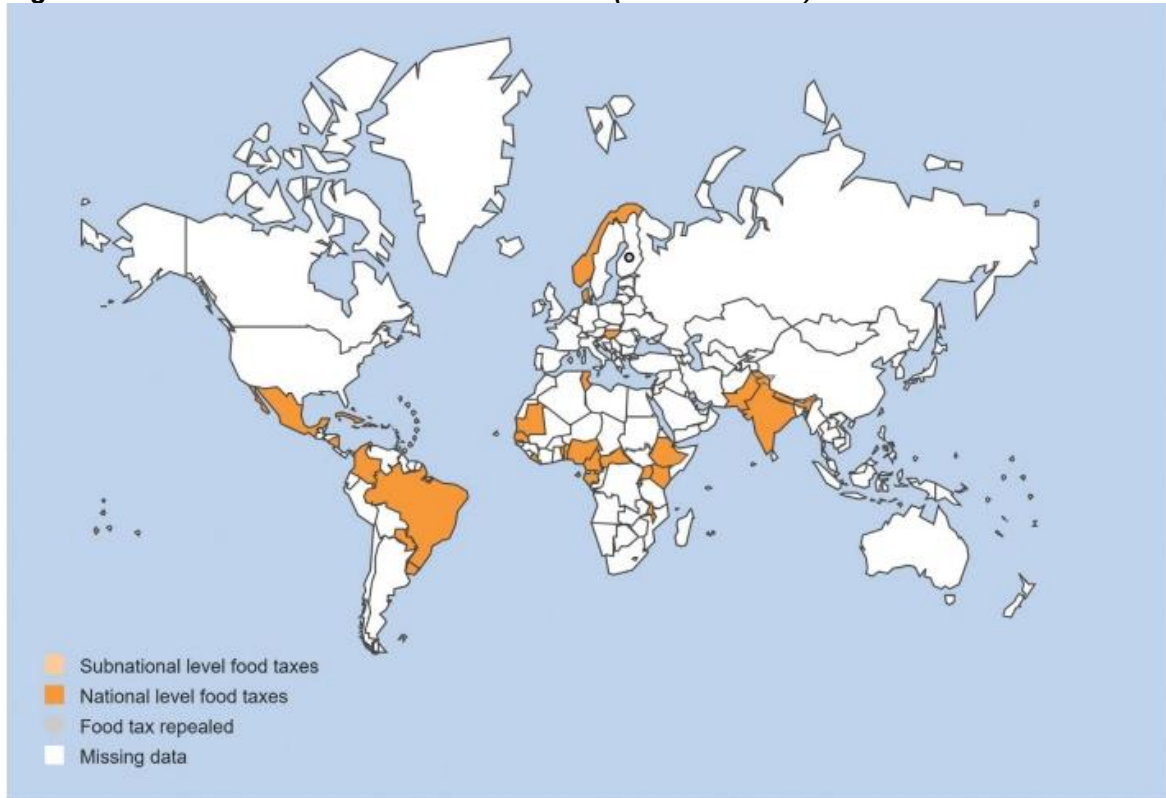 Subnational level food taxes
National level food taxes
Food tax repealed
Missing data